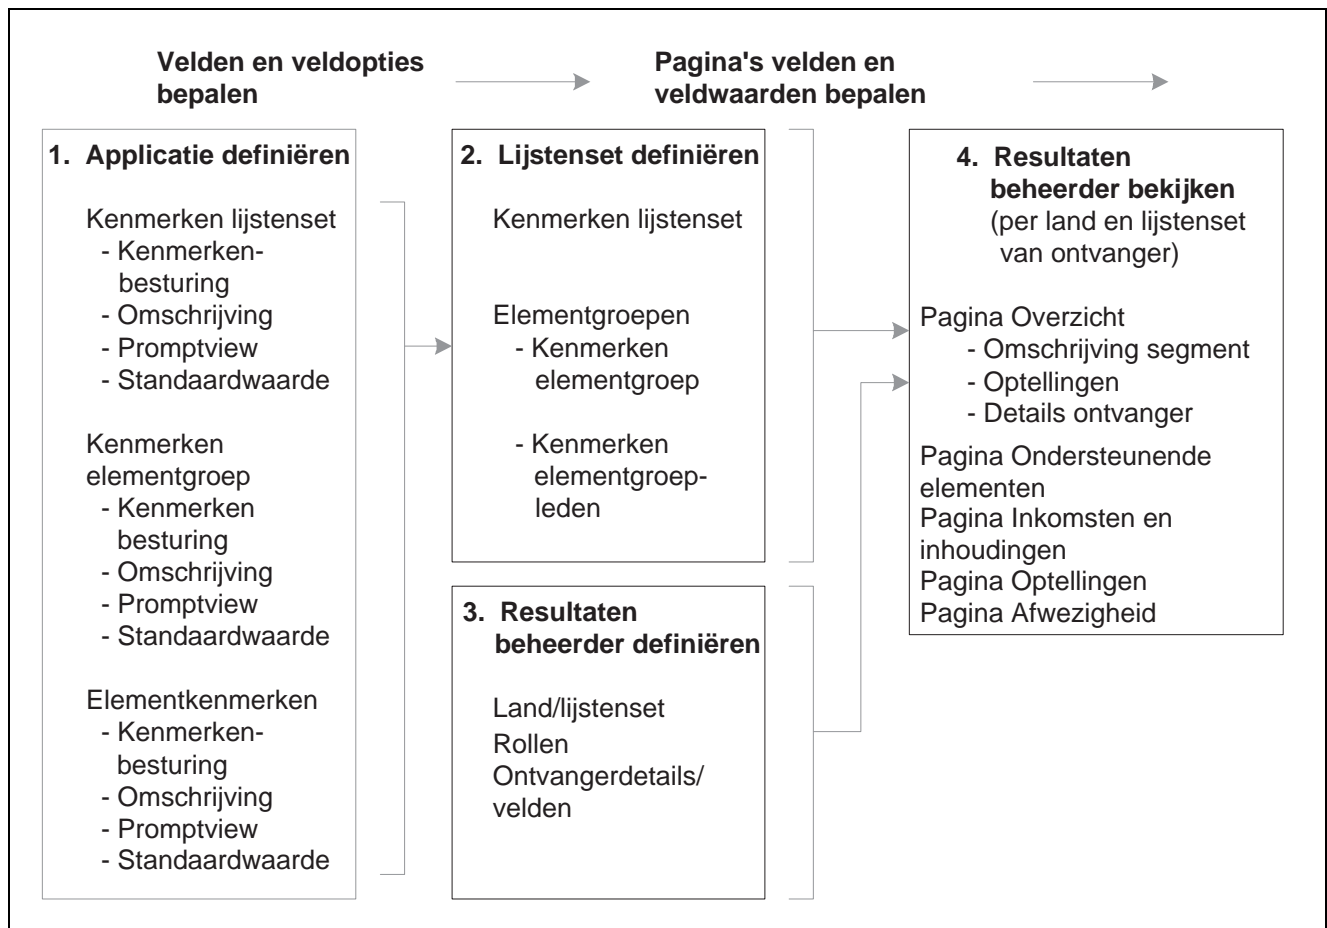 Velden en veldopties
bepalen
Pagina's velden en
veldwaarden bepalen
1. Applicatie definiëren
Kenmerken lijstenset
- Kenmerken-
besturing
- Omschrijving
- Promptview
- Standaardwaarde
Kenmerken
elementgroep
- Kenmerken
besturing
- Omschrijving
- Promptview
- Standaardwaarde
Elementkenmerken
- Kenmerken-
besturing
- Omschrijving
- Promptview
- Standaardwaarde
2. Lijstenset definiëren
Kenmerken lijstenset
Elementgroepen
- Kenmerken
elementgroep
- Kenmerken
elementgroep-
leden
3. Resultaten
beheerder definiëren
Land/lijstenset
Rollen
Ontvangerdetails/
velden
4. Resultaten
beheerder bekijken
(per land en lijstenset
van ontvanger)
Pagina Overzicht
- Omschrijving segment
- Optellingen
- Details ontvanger
Pagina Ondersteunende
elementen
Pagina Inkomsten en
inhoudingen
Pagina Optellingen
Pagina Afwezigheid